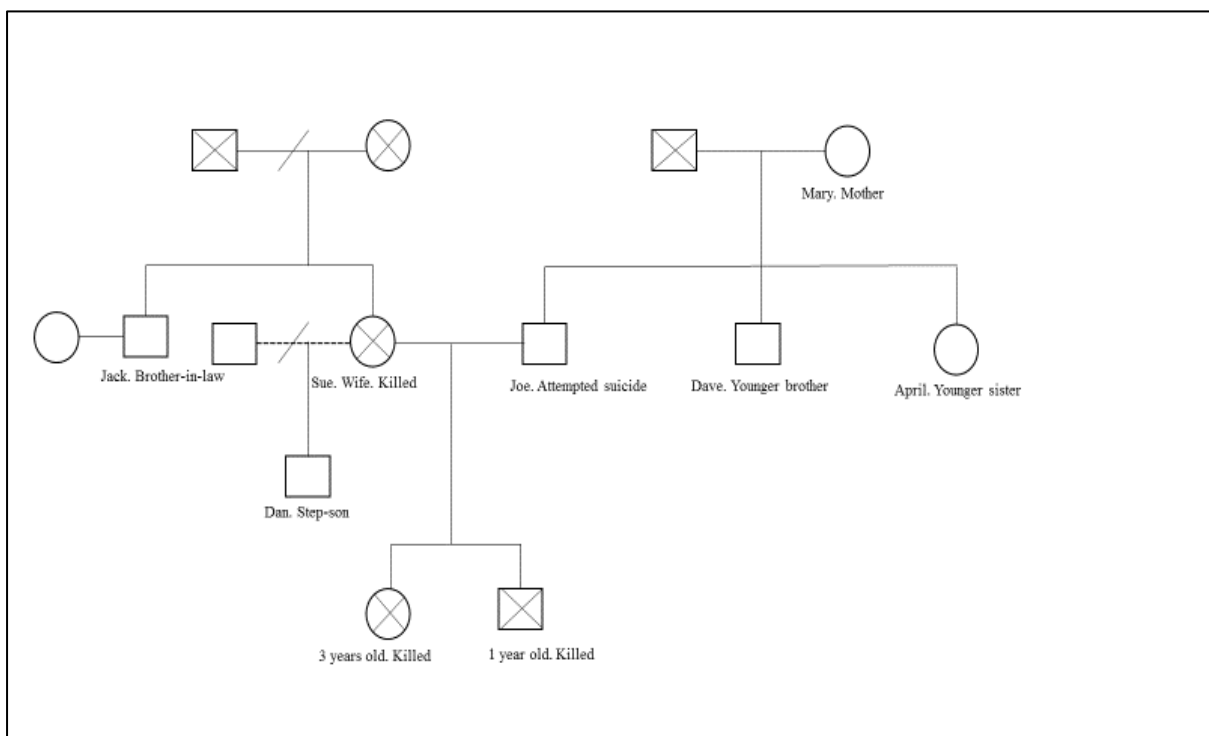 Mary. Mother
Jack. Brother-in-law
Sue. Wife. Killed
Joe. Attempted suicide
Dave. Younger brother
April. Younger sister
Dan. Step-son
3 years old. Killed
1 year old. Killed